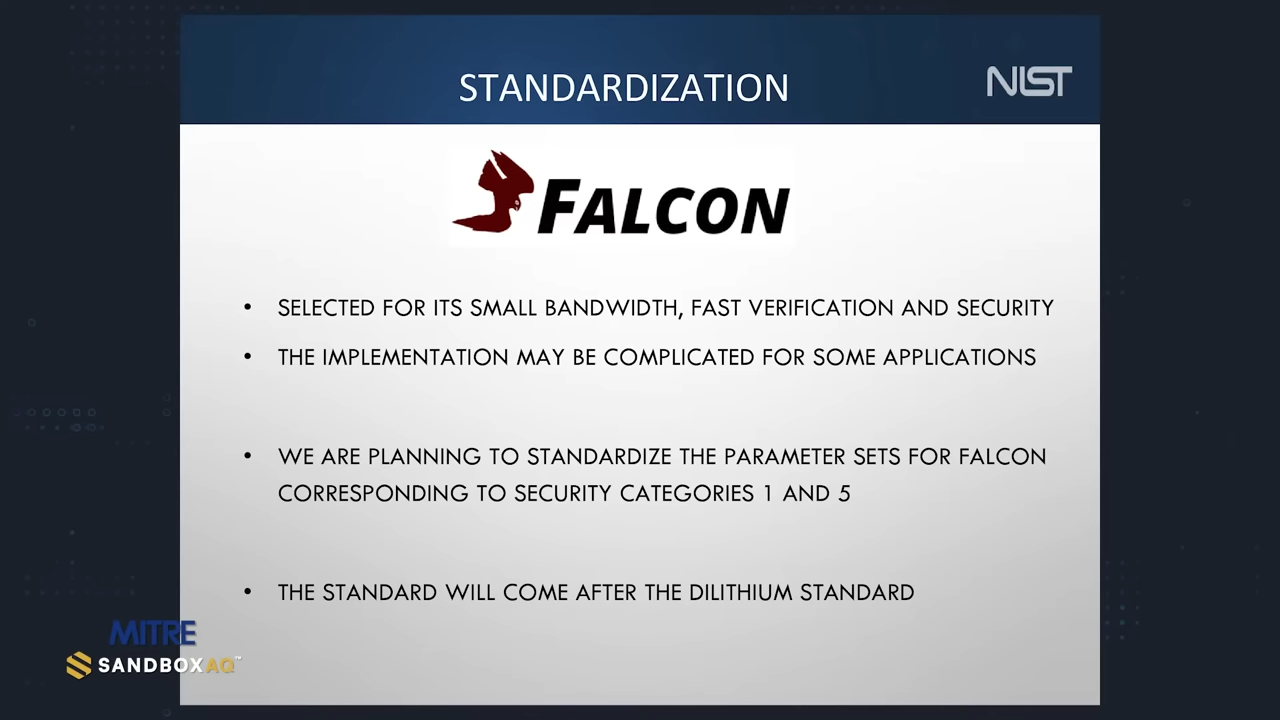 STANDARDIZATION
NIST
FALCON
• SELECTED FOR ITS SMALL BANDWIDTH, FAST VERIFICATION AND SECURITY
• THE IMPLEMENTATION MAY BE COMPLICATED FOR SOME APPLICATIONS
• WE ARE PLANNING TO STANDARDIZE THE PARAMETER SETS FOR FALCON
CORRESPONDING TO SECURITY CATEGORIES 1 AND 5
• THE STANDARD WILL COME AFTER THE DILITHIUM STANDARD
MITRE
SANDBOXAQ™